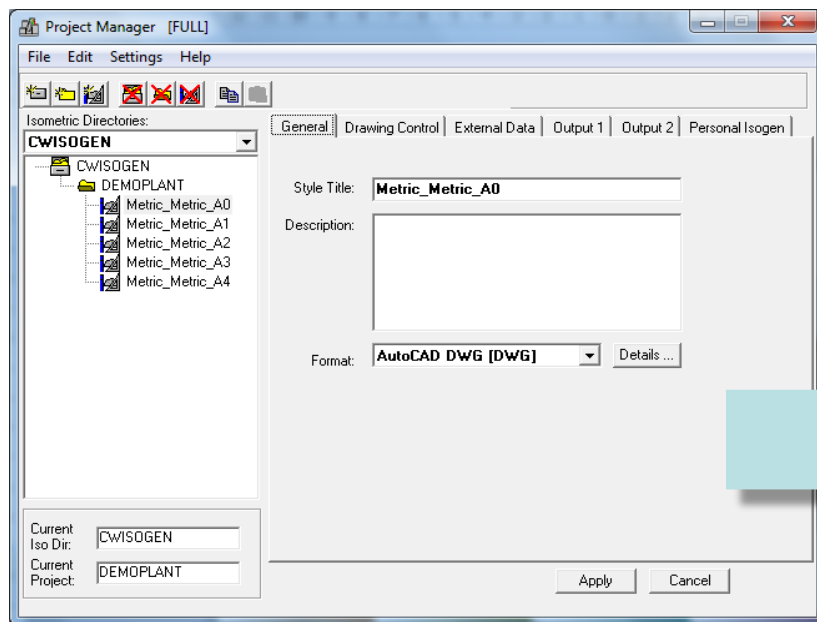 Project Manager [FULL]
File Edit Settings Help
Isometric Directories:
CWISOGEN
CWISOGEN
DEMOPLANT
Metric_Metric_A0
Metric_Metric_A1
Metric_Metric_A2
Metric_Metric_A3
Metric_Metric_A4
Current
Iso Dir: CWISOGEN
Current
Project: DEMOPLANT
General Drawing Control External Data Output 1 Output 2 Personal Isogen
Style Title: Metric_Metric_A0
Description:
Format: AutoCAD DWG [DWG] Details ...
Apply Cancel